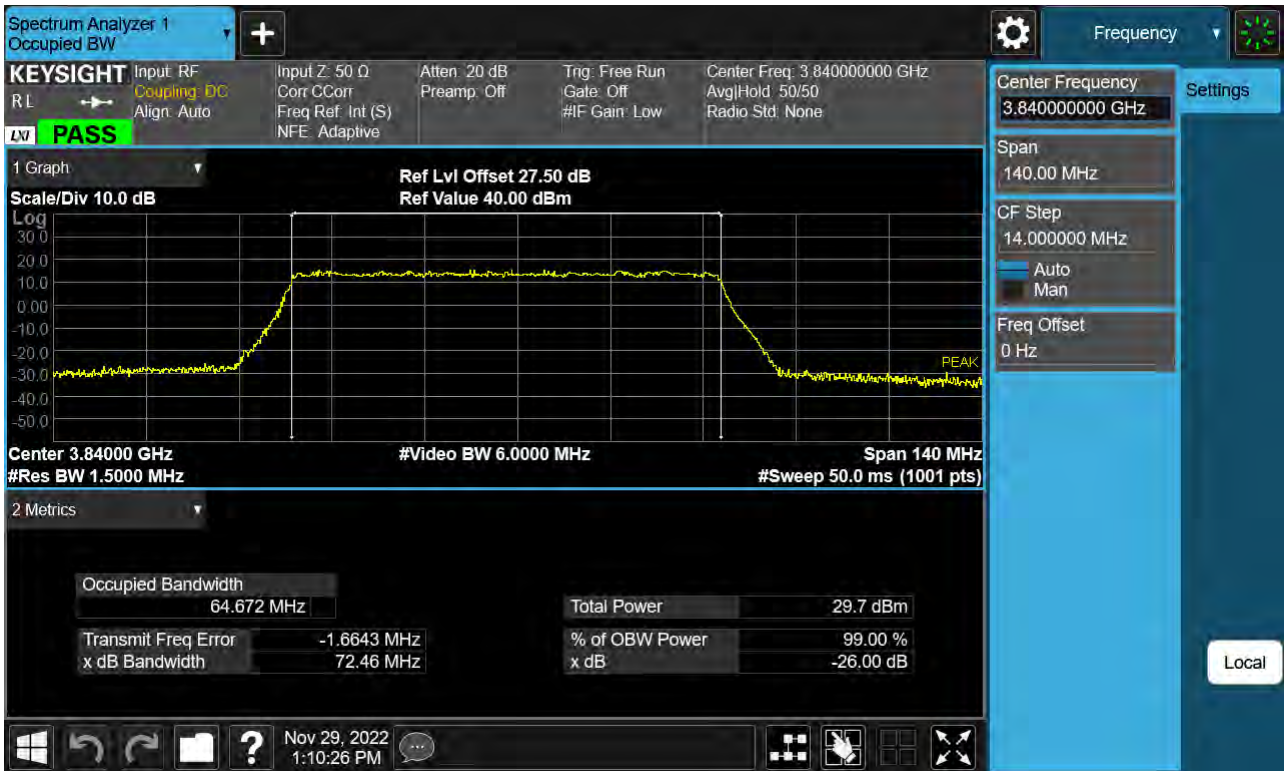 Spectrum Analyzer 1
Occupied BW
+
Frequency
KEYSIGHT
RL
LXI PASS
Input: RF
Coupling: DC
Align: Auto
Input Z: 50 Ω
Corr CCorr
Freq Ref: Int (S)
NFE: Adaptive
Atten: 20 dB
Preamp: Off
Trig: Free Run
Gate: Off
#IF Gain: Low
Center Freq: 3.840000000 GHz
Avg|Hold: 50/50
Radio Std: None
Center Frequency
3.840000000 GHz
Settings
Span
140.00 MHz
CF Step
14.000000 MHz
Auto
Man
Freq Offset
0 Hz
Local
1 Graph
Scale/Div 10.0 dB
Ref Lvl Offset 27.50 dB
Ref Value 40.00 dBm
Log
30.0
20.0
10.0
0.00
-10.0
-20.0
-30.0
-40.0
-50.0
PEAK
Center 3.84000 GHz
#Video BW 6.0000 MHz
Span 140 MHz
#Res BW 1.5000 MHz
#Sweep 50.0 ms (1001 pts)
2 Metrics
Occupied Bandwidth
64.672 MHz
Total Power 29.7 dBm
Transmit Freq Error -1.6643 MHz
% of OBW Power 99.00 %
x dB Bandwidth 72.46 MHz
x dB -26.00 dB
?
Nov 29, 2022
1:10:26 PM